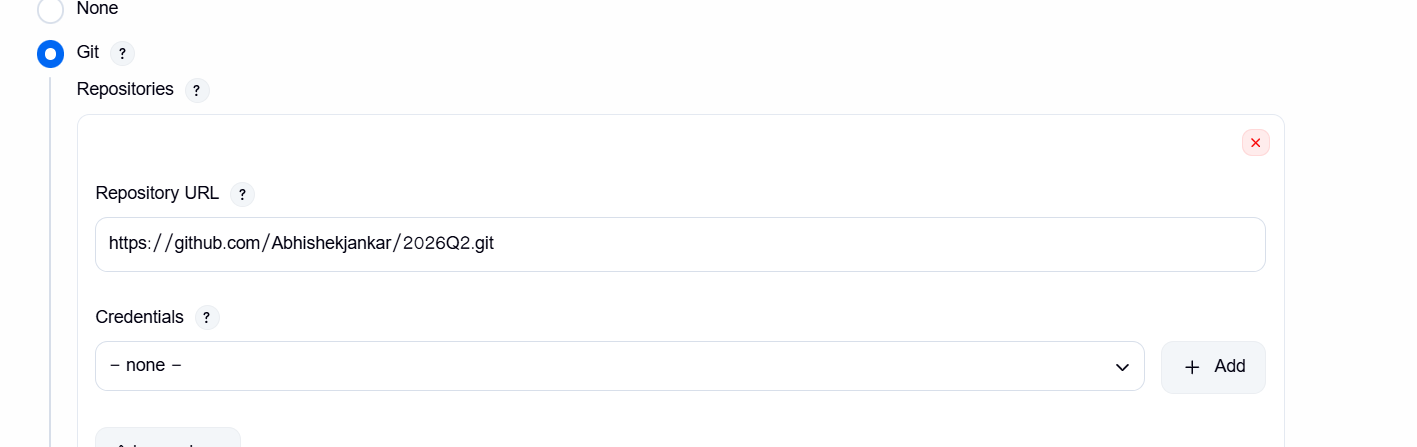 None
Git ?
Repositories ?
Repository URL ?
https://github.com/Abhishekjankar/2026Q2.git
Credentials ?
- none -
+ Add